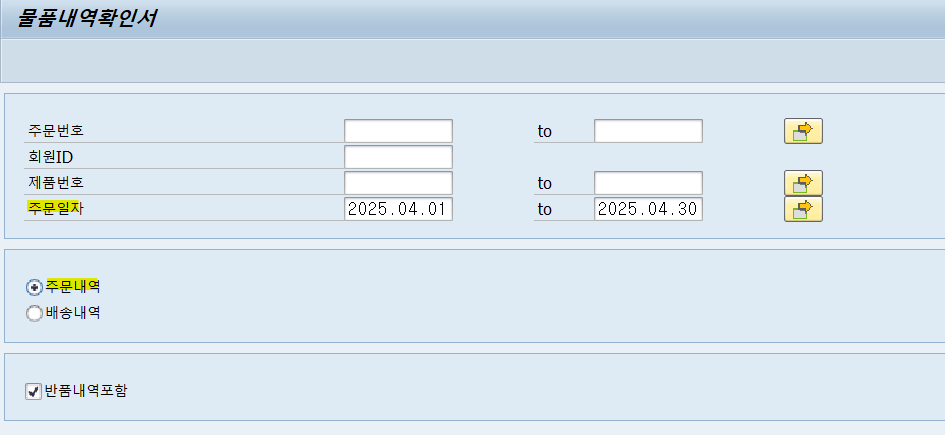 물품내역확인서
주문번호 to
회원ID
제품번호 to
주문일자 2025.04.01 to 2025.04.30
주문내역
배송내역
반품내역포함